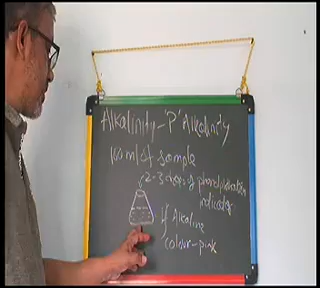 Alkalinity - 'P' Alkalinity
100 ml of sample
2-3 drops of phenolphthalein
indicator
If Alkaline
colour - pink